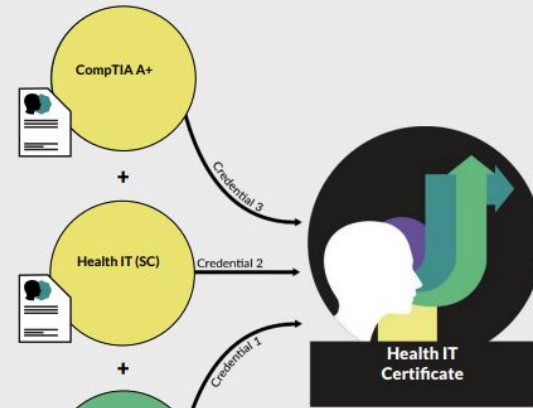 CompTIA A+
Credential 3
+
Health IT (SC)
Credential 2
+
Credential 1
Health IT
Certificate